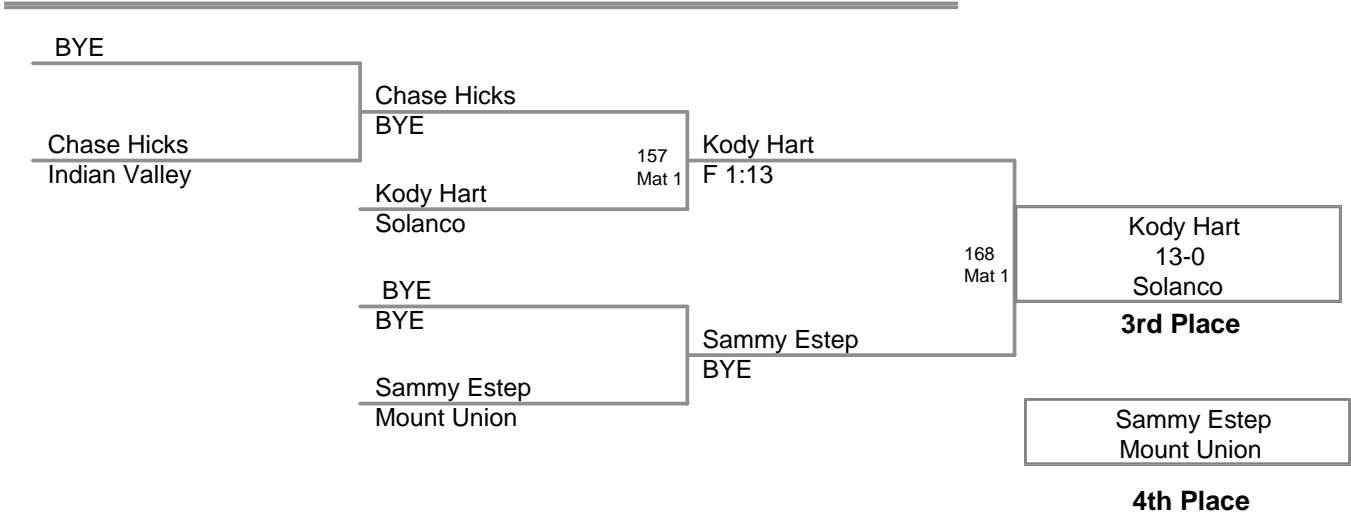 BYE
Chase Hicks
Indian Valley
Chase Hicks
BYE
157
Mat 1
Kody Hart
Solanco
Kody Hart
F 1:13
BYE
BYE
Sammy Estep
Mount Union
Sammy Estep
BYE
168
Mat 1
Kody Hart
13-0
Solanco
3rd Place
Sammy Estep
Mount Union
4th Place